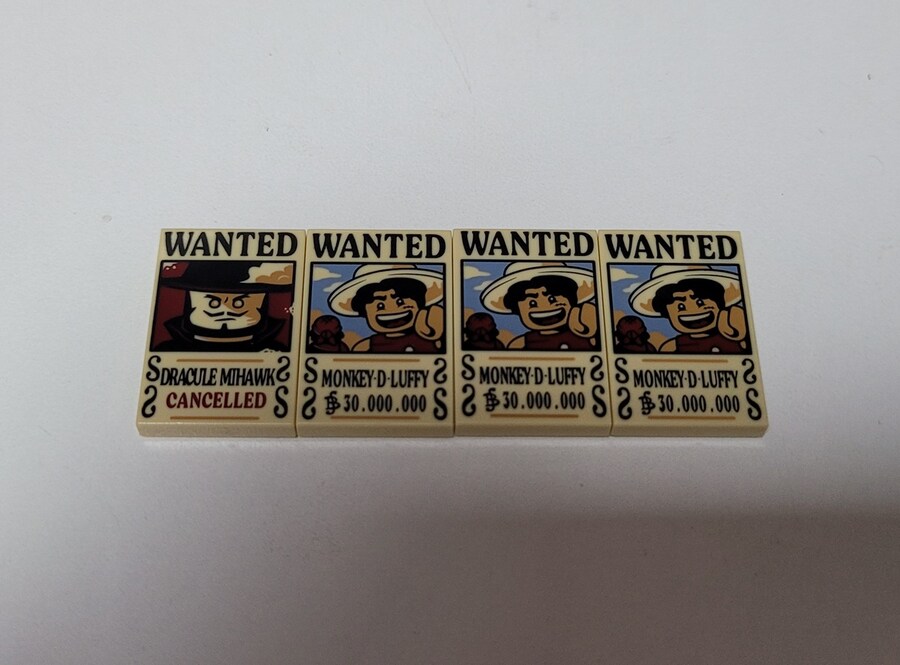 WANTED
DRACULE MIHAWK
CANCELLED
WANTED
MONKEY·D·LUFFY
฿30.000.000
WANTED
MONKEY·D·LUFFY
฿30.000.000
WANTED
MONKEY·D·LUFFY
฿30.000.000